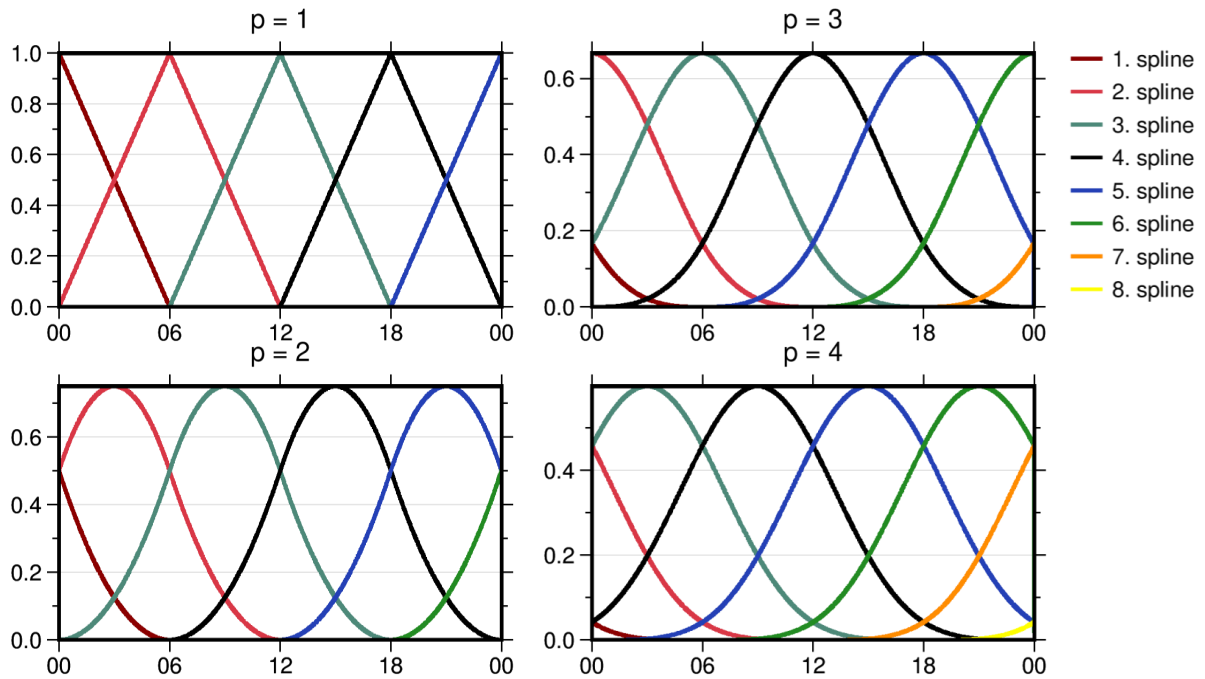 p = 1
1.0
0.8
0.6
0.4
0.2
0.0
00 06 12 18 00
p = 3
0.6
0.4
0.2
0.0
00 06 12 18 00
1. spline
2. spline
3. spline
4. spline
5. spline
6. spline
7. spline
8. spline
p = 2
0.6
0.4
0.2
0.0
00 06 12 18 00
p = 4
0.4
0.2
0.0
00 06 12 18 00